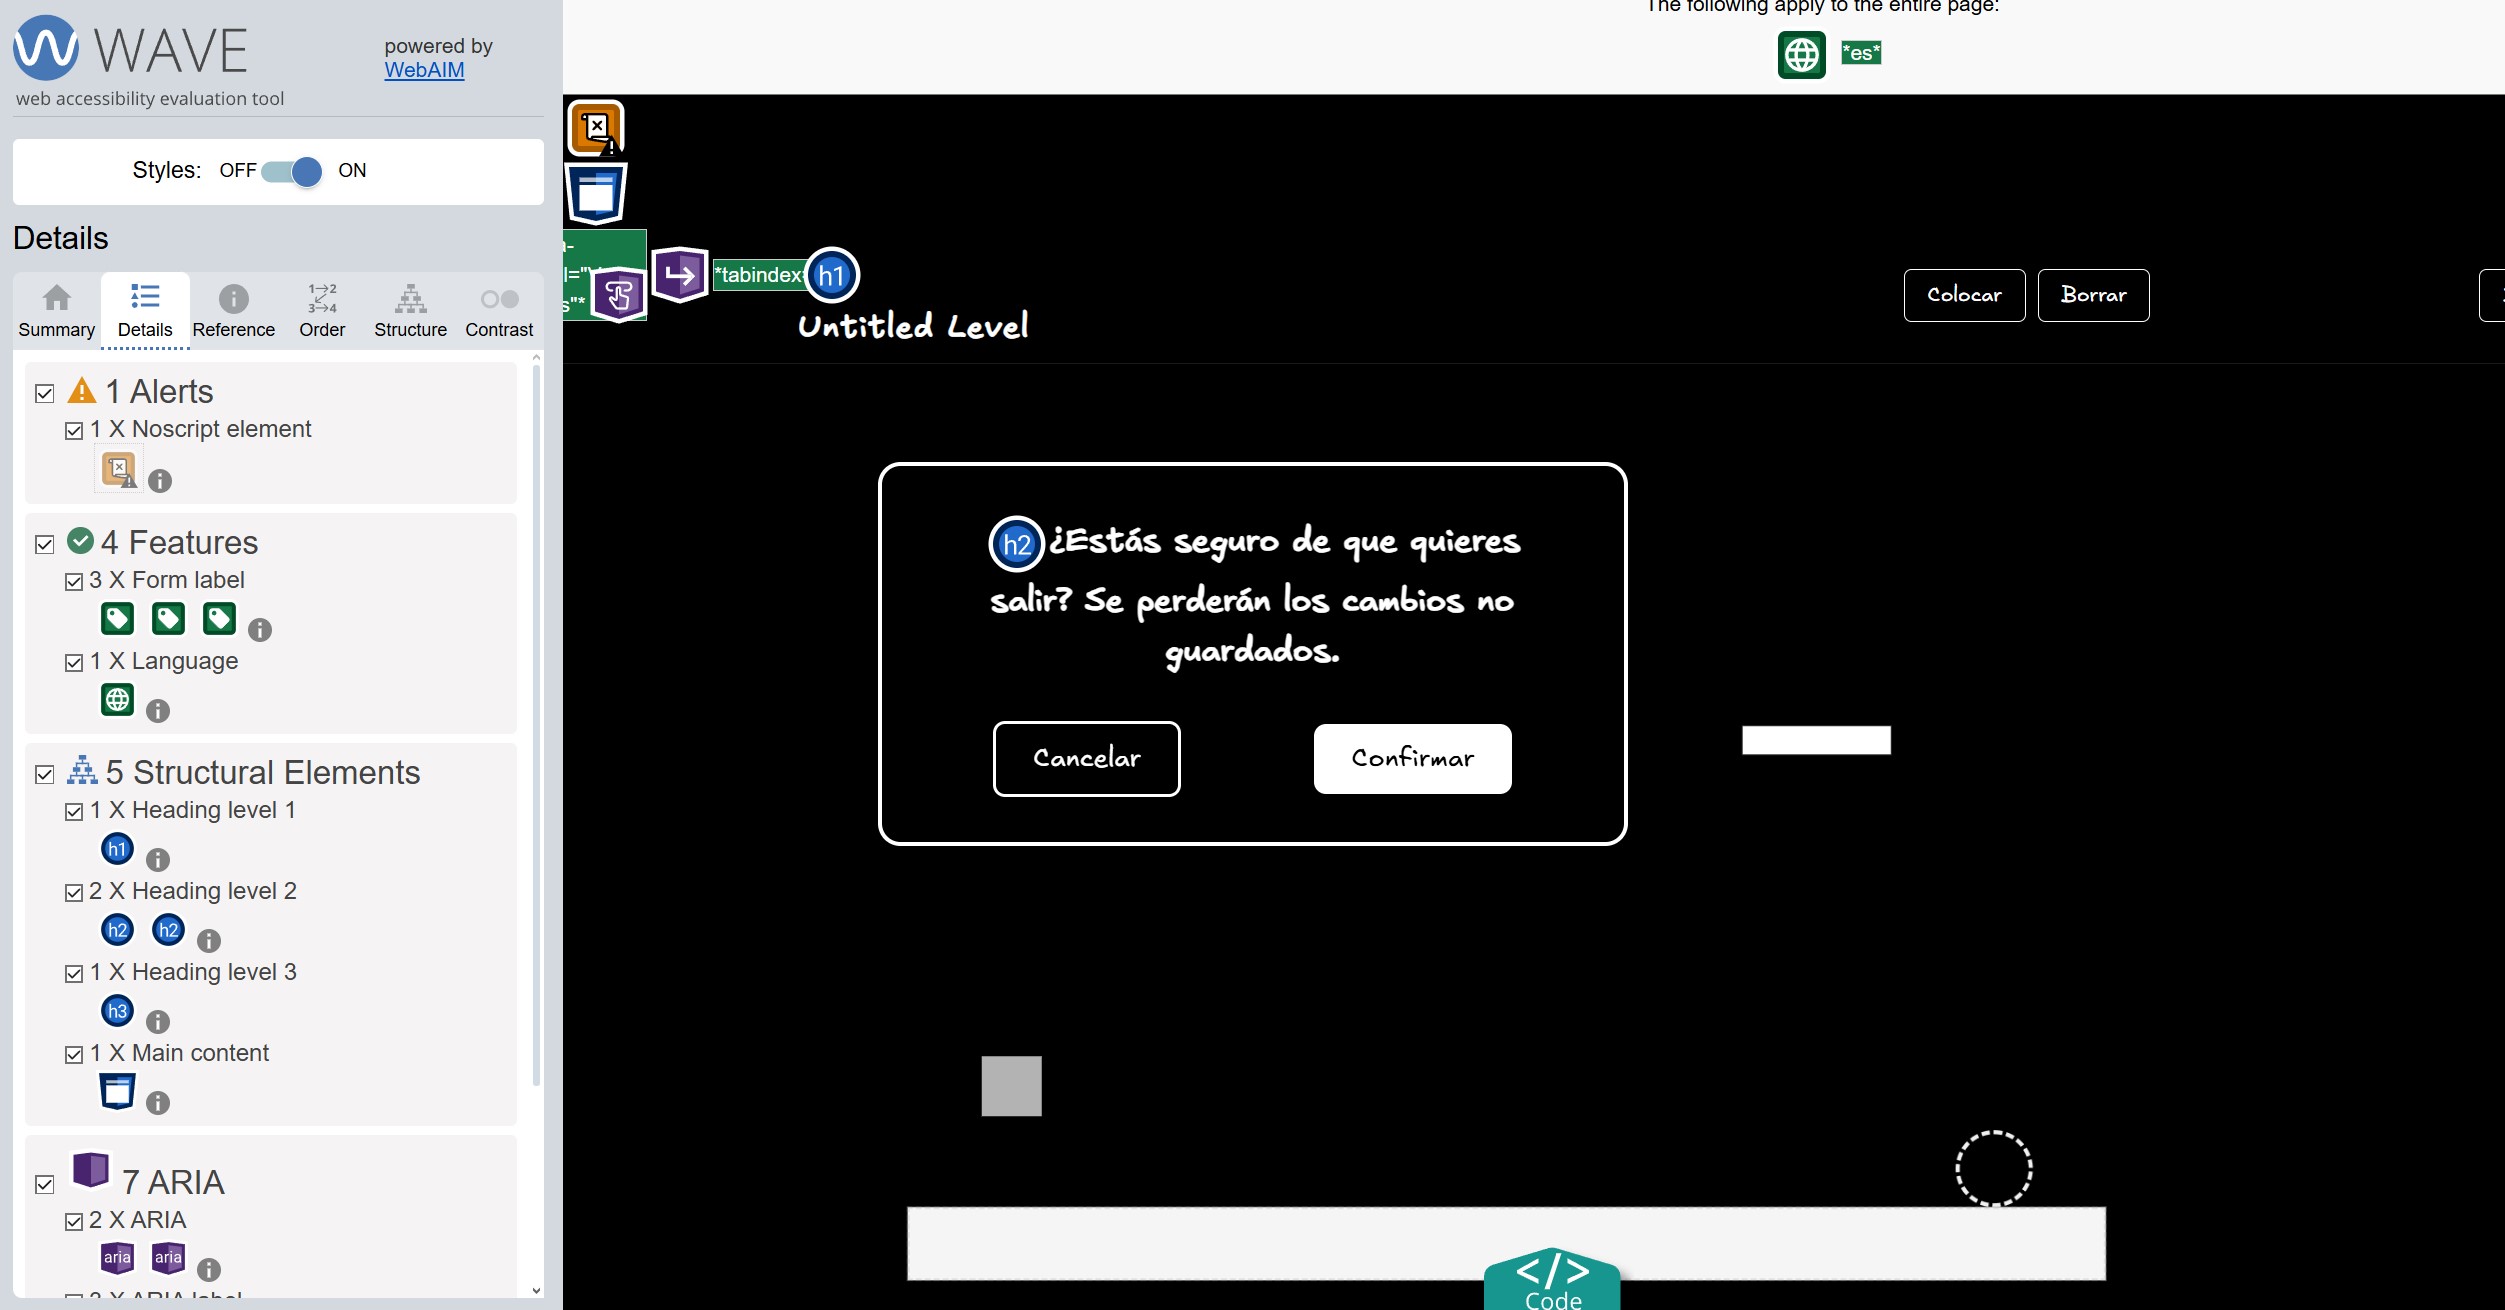 WAVE
powered by
WebAIM
web accessibility evaluation tool
Styles: OFF ON
Details
Summary Details Reference Order Structure Contrast
1 Alerts
1 X Noscript element
4 Features
3 X Form label
1 X Language
5 Structural Elements
1 X Heading level 1
h1
2 X Heading level 2
h2 h2
1 X Heading level 3
h3
1 X Main content
7 ARIA
2 X ARIA
aria aria
The following apply to the entire page:
*es*
*tabindex
h1
Untitled Level
Colocar Borrar
h2 ¿Estás seguro de que quieres
salir? Se perderán los cambios no
guardados.
Cancelar Confirmar
</> 
Code